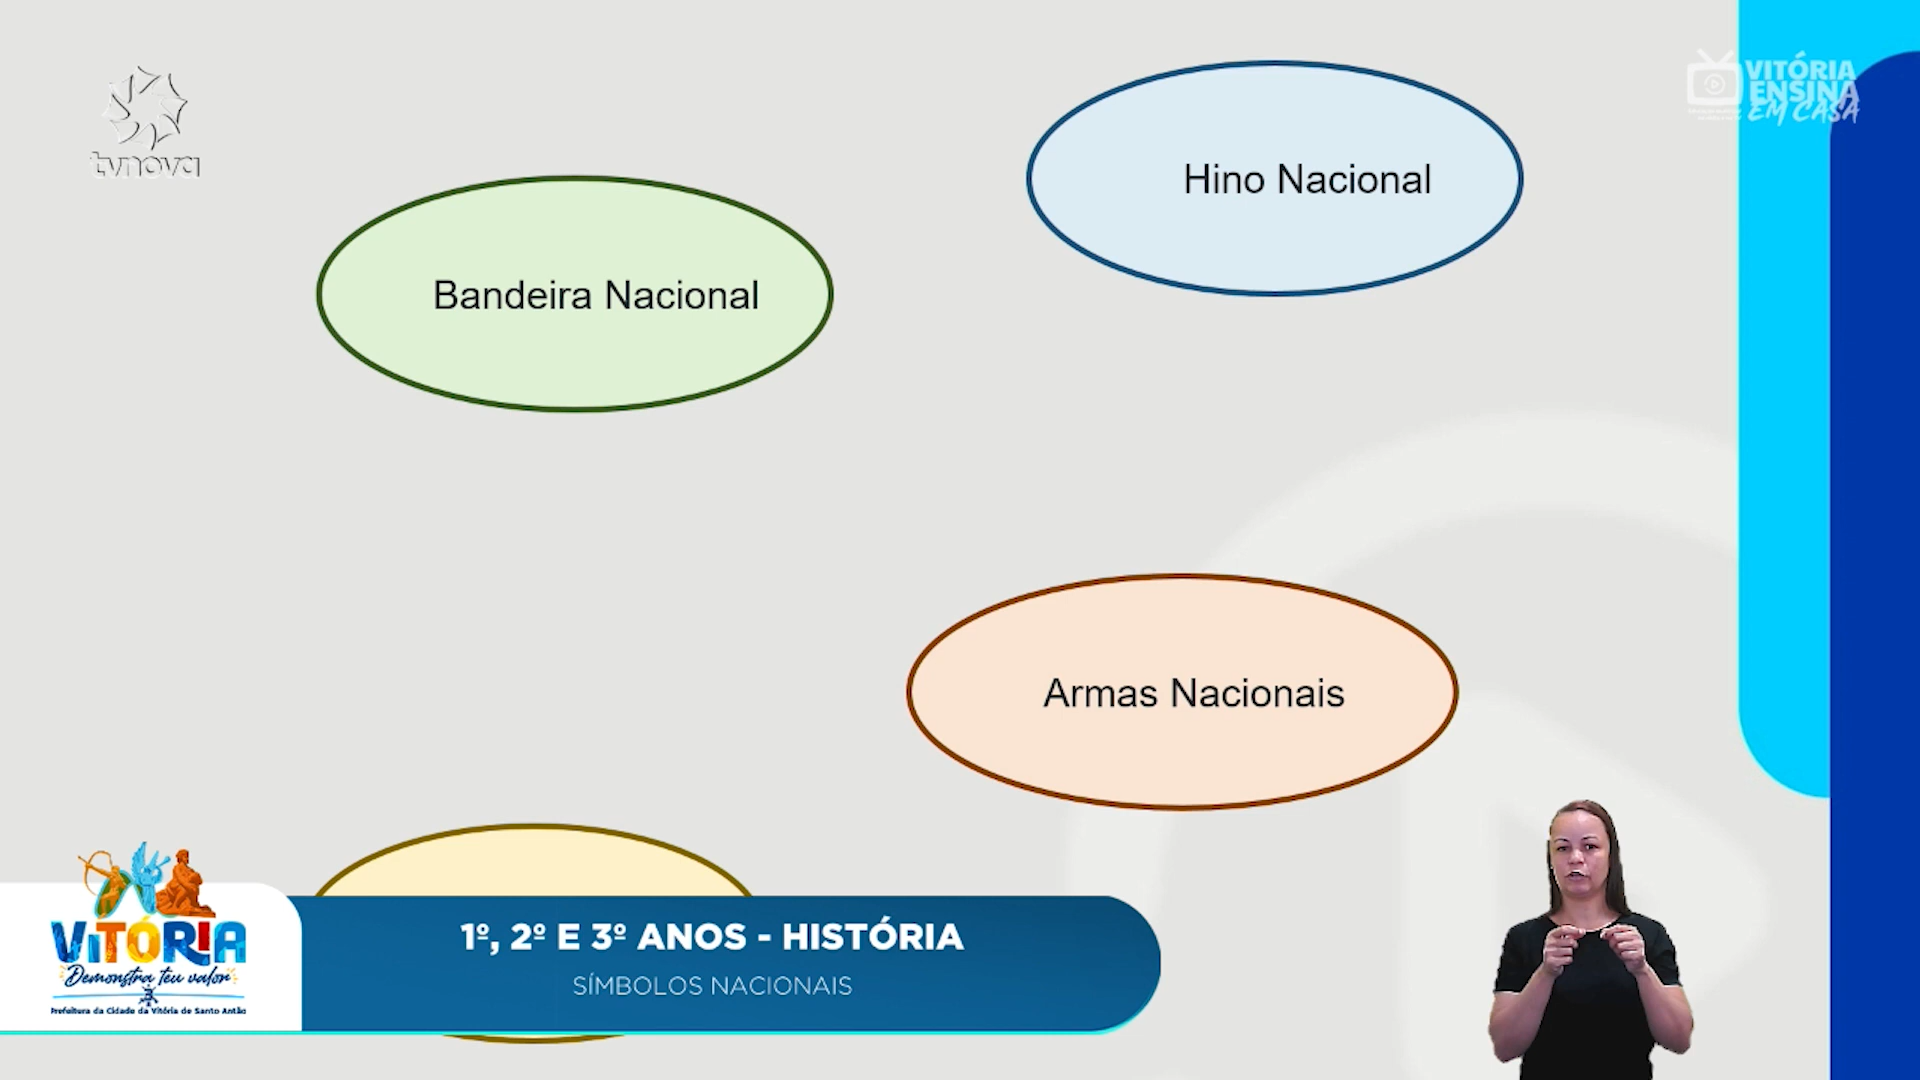 tvnova
VITÓRIA
ENSINA
EM CASA
Hino Nacional
Bandeira Nacional
Armas Nacionais
VITÓRIA
Demonstra teu valor
Prefeitura da Cidade da Vitória de Santo Antão
1º, 2º E 3º ANOS - HISTÓRIA
SÍMBOLOS NACIONAIS